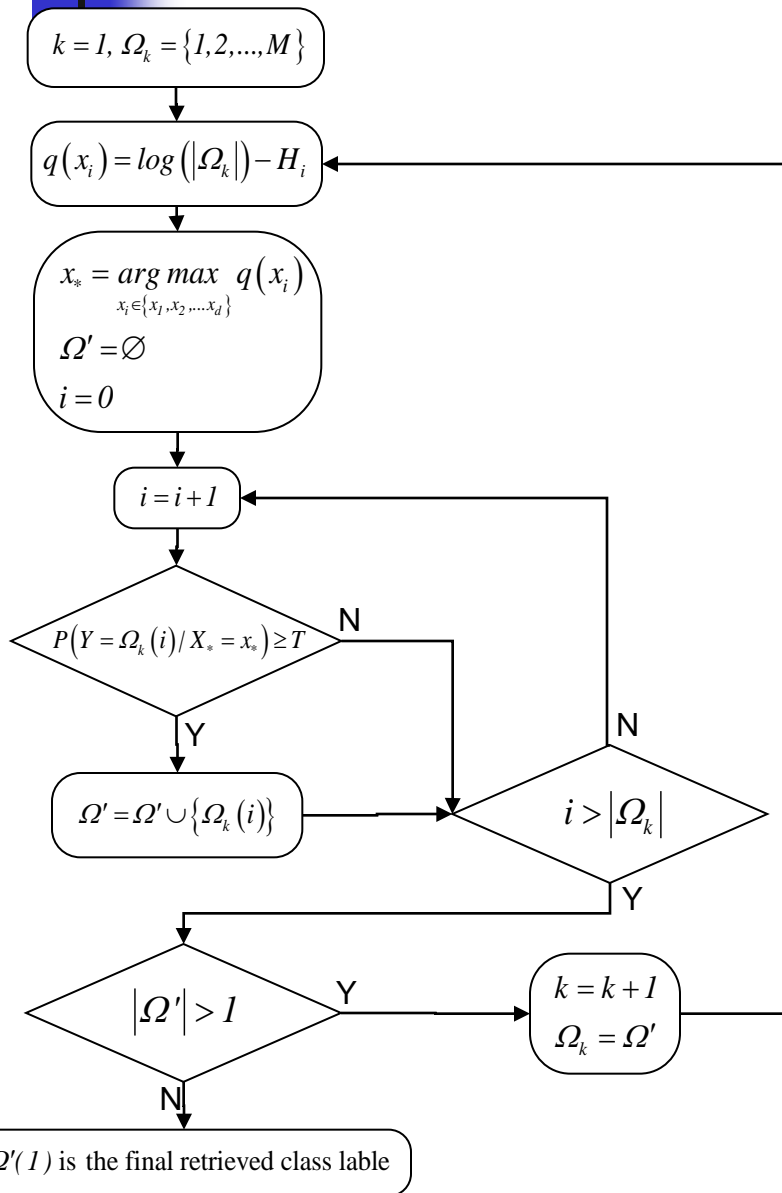 k = 1, Ω_k = {1,2,...,M}
q(x_i) = log(|Ω_k|) − H_i
x_* = arg max q(x_i)
x_i∈{x_1,x_2,...x_d}
Ω′ = ∅
i = 0
i = i + 1
P(Y = Ω_k(i) / X_* = x_*) ≥ T
N
Y
Ω′ = Ω′ ∪ {Ω_k(i)}
N
i > |Ω_k|
Y
|Ω′| > 1
Y
k = k + 1
Ω_k = Ω′
N
Ω′(1) is the final retrieved class lable